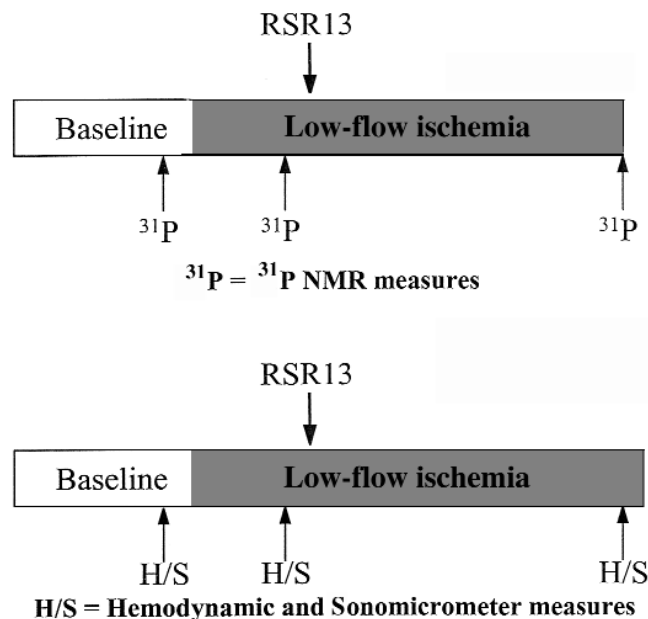 RSR13
Baseline Low-flow ischemia
³¹P ³¹P ³¹P
³¹P = ³¹P NMR measures
RSR13
Baseline Low-flow ischemia
H/S H/S H/S
H/S = Hemodynamic and Sonomicrometer measures